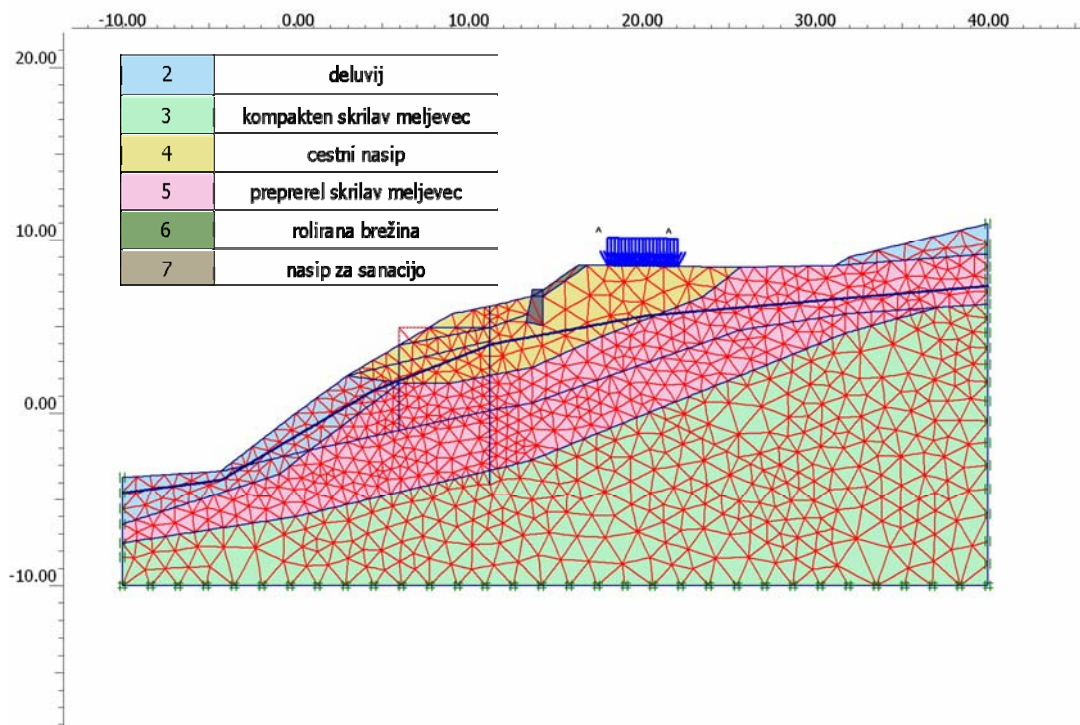 -10.00 0.00 10.00 20.00 30.00 40.00
20.00
2 deluvij
3 kompakten skrilav meljevec
4 cestni nasip
5 preprerel skrilav meljevec
6 rolirana brežina
7 nasip za sanacijo
10.00
A A
0.00
-10.00